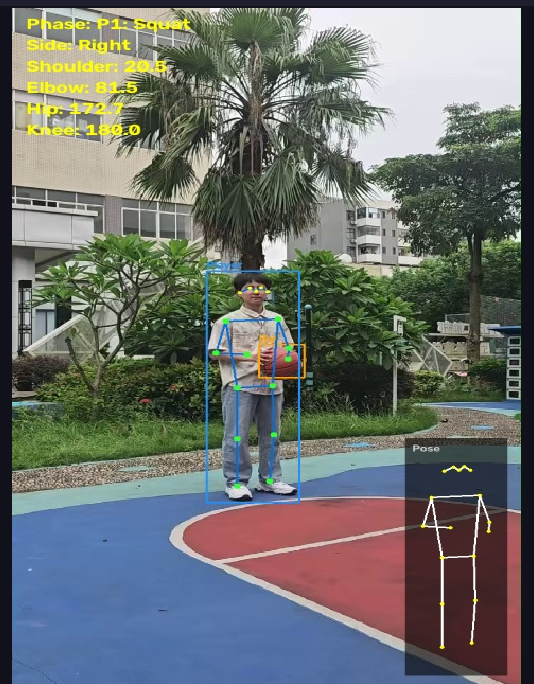 Phase: P1: Squat
Side: Right
Shoulder: 20.5
Elbow: 81.5
Hip: 172.7
Knee: 180.0
Pose